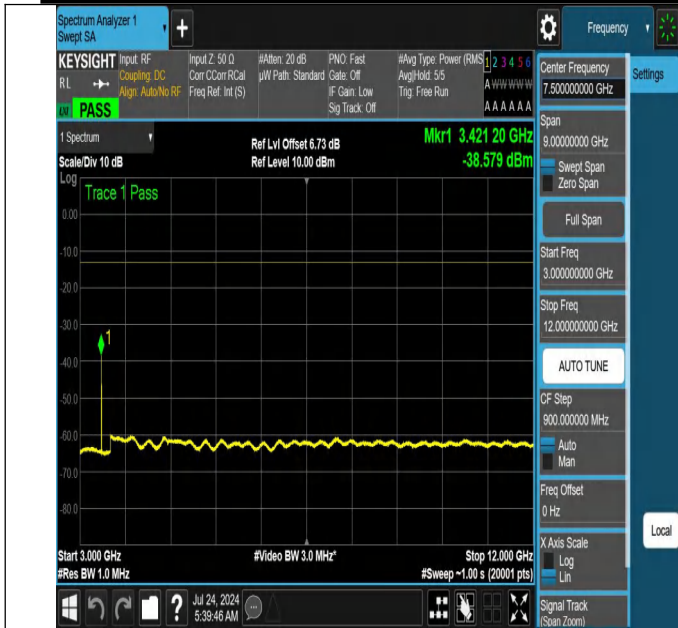 Spectrum Analyzer 1
Swept SA
+
Frequency
KEYSIGHT
RL
PASS
Input: RF
Coupling: DC
Align: Auto/No RF
Input Z: 50 Ω
Corr CCorr RCal
Freq Ref: Int (S)
#Atten: 20 dB
µW Path: Standard
PNO: Fast
Gate: Off
IF Gain: Low
Sig Track: Off
#Avg Type: Power (RMS
Avg|Hold: 5/5
Trig: Free Run
1 2 3 4 5 6
A W W W W W
A A A A A A
1 Spectrum
Scale/Div 10 dB
Ref Lvl Offset 6.73 dB
Ref Level 10.00 dBm
Mkr1 3.421 20 GHz
-38.579 dBm
Log
Trace 1 Pass
0.00
-10.0
-20.0
-30.0
1
-40.0
-50.0
-60.0
-70.0
-80.0
Start 3.000 GHz
#Video BW 3.0 MHz*
Stop 12.000 GHz
#Res BW 1.0 MHz
#Sweep ~1.00 s (20001 pts)
?
Jul 24, 2024
5:39:46 AM
Center Frequency
7.500000000 GHz
Settings
Span
9.00000000 GHz
Swept Span
Zero Span
Full Span
Start Freq
3.000000000 GHz
Stop Freq
12.000000000 GHz
AUTO TUNE
CF Step
900.000000 MHz
Auto
Man
Freq Offset
0 Hz
Local
X Axis Scale
Log
Lin
Signal Track
(Span Zoom)